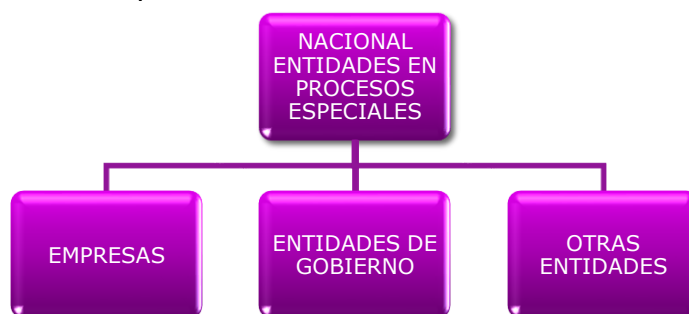 NACIONAL
ENTIDADES EN
PROCESOS
ESPECIALES
EMPRESAS
ENTIDADES DE
GOBIERNO
OTRAS
ENTIDADES